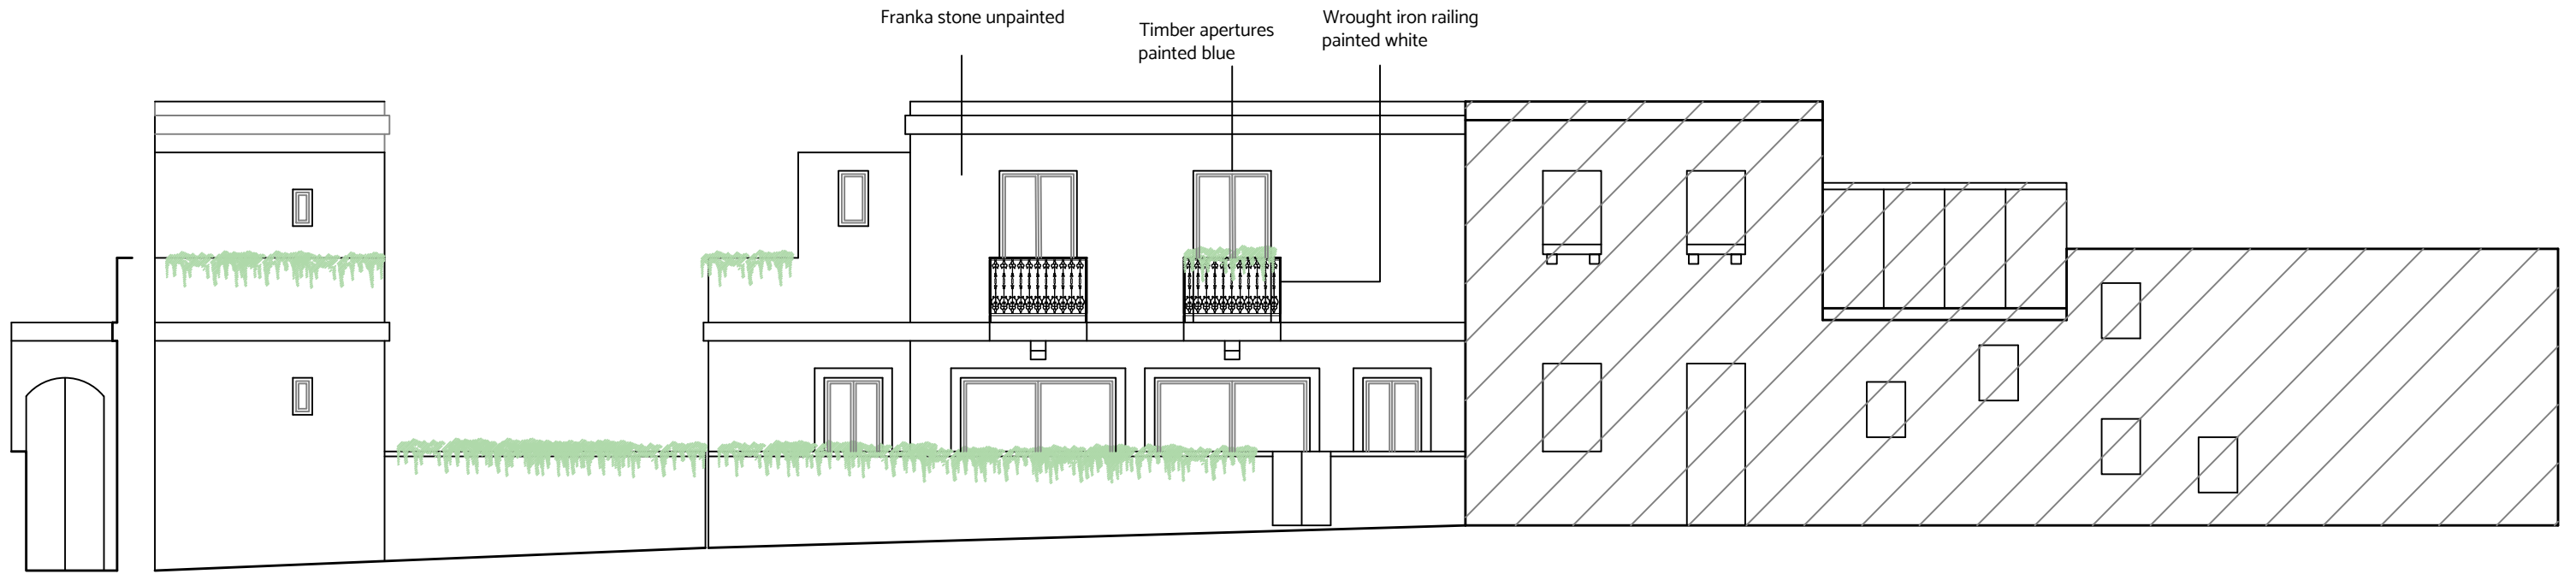 Franka stone unpainted
Timber apertures
painted blue
Wrought iron railing
painted white